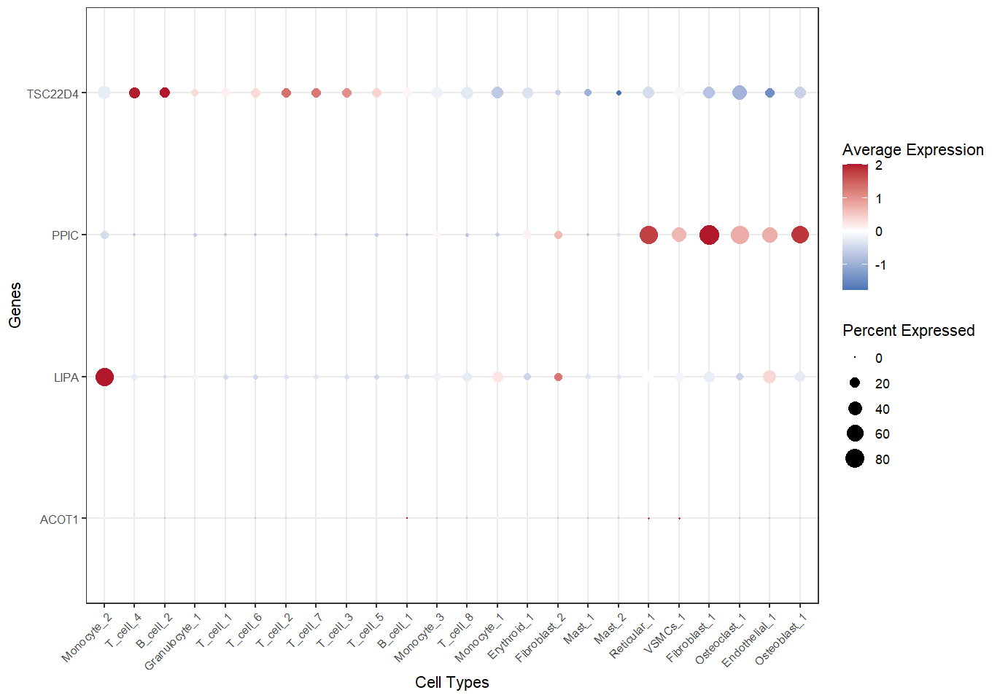 Genes
TSC22D4
PPIC
LIPA
ACOT1
Monocyte_2
T_cell_4
B_cell_2
Granulocyte_1
T_cell_1
T_cell_6
T_cell_2
T_cell_7
T_cell_3
T_cell_5
B_cell_1
Monocyte_3
T_cell_8
Monocyte_1
Erythroid_1
Fibroblast_2
Mast_1
Mast_2
Reticular_1
VSMCs_1
Fibroblast_1
Osteoclast_1
Endothelial_1
Osteoblast_1
Cell Types
Average Expression
2
1
0
-1
Percent Expressed
0
20
40
60
80